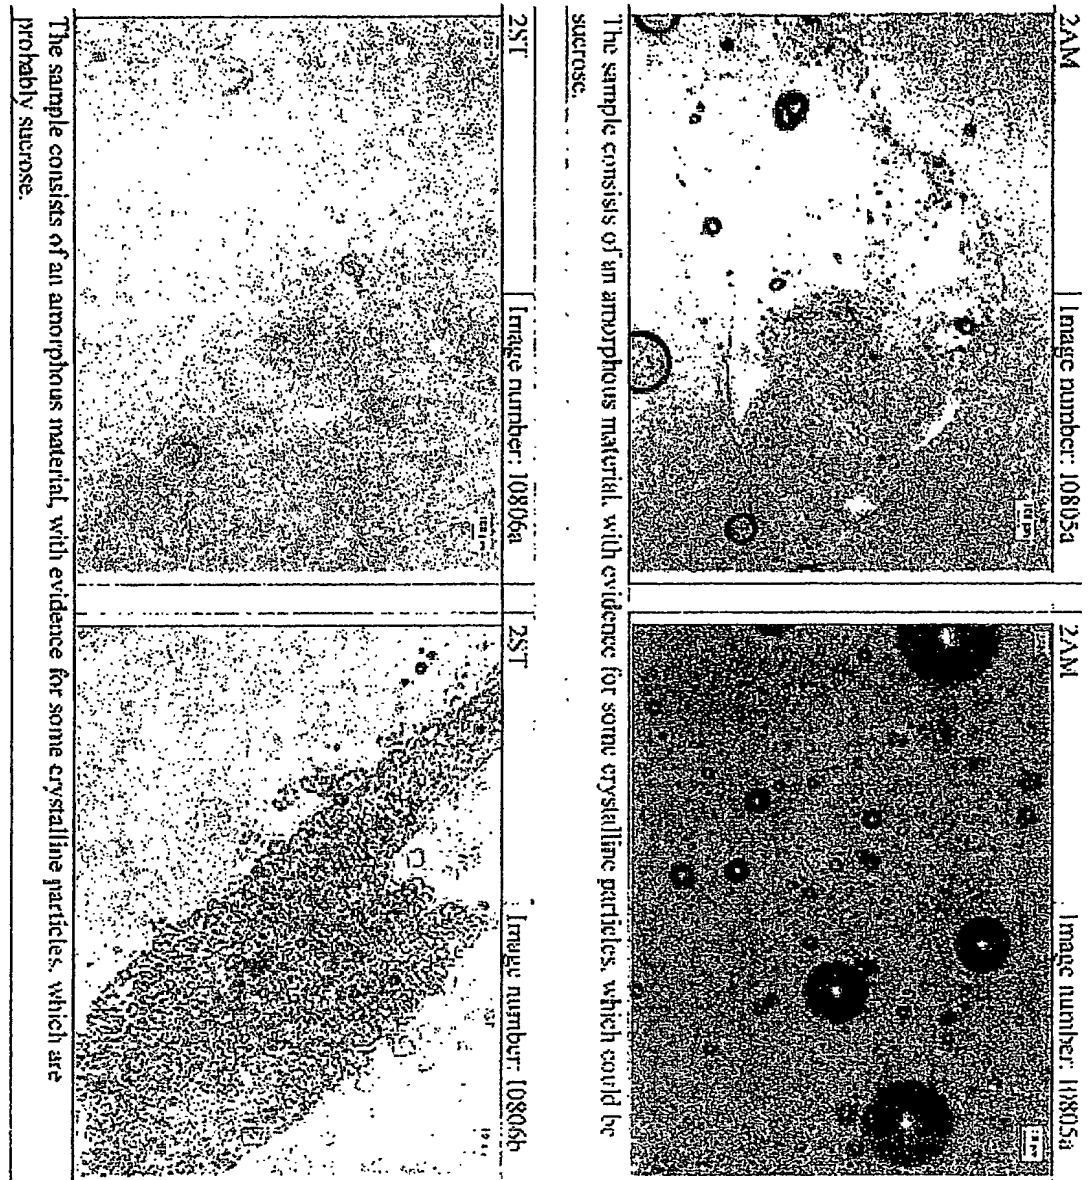 2AM
Image number: 10805a
2AM
Image number: 10805a
The sample consists of an amorphous material, with evidence for some crystalline particles, which could be
sucrose.
2ST
Image number: 10806a
2ST
Image number: 10806b
The sample consists of an amorphous material, with evidence for some crystalline particles, which are
probably sucrose.